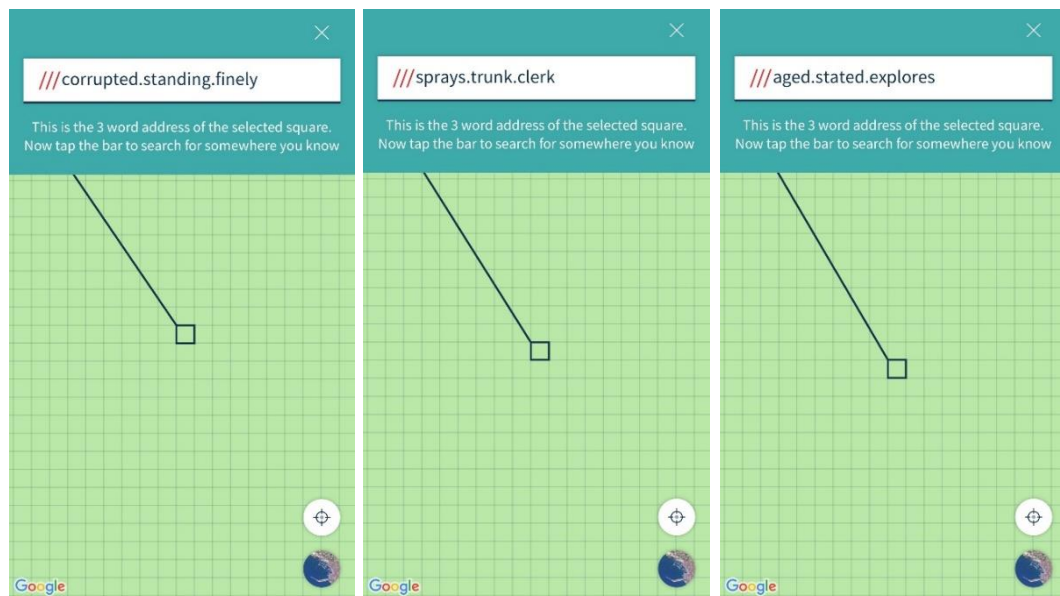 ///corrupted.standing.finely
This is the 3 word address of the selected square.
Now tap the bar to search for somewhere you know
Google
///sprays.trunk.clerk
This is the 3 word address of the selected square.
Now tap the bar to search for somewhere you know
Google
///aged.stated.explores
This is the 3 word address of the selected square.
Now tap the bar to search for somewhere you know
Google